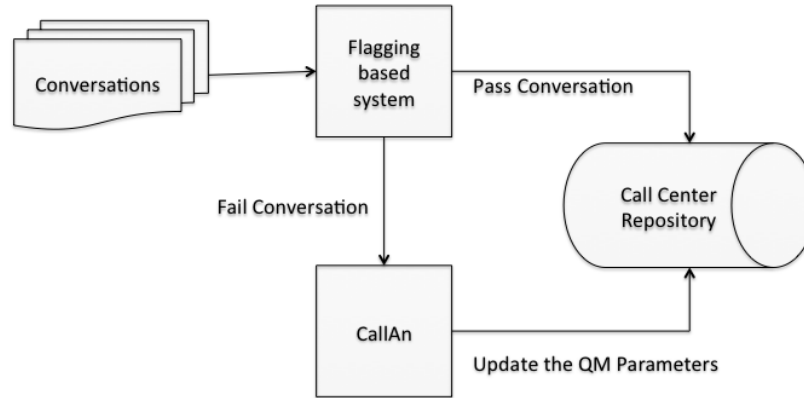 Conversations
Flagging
based
system
Pass Conversation
Fail Conversation
Call Center
Repository
CallAn
Update the QM Parameters